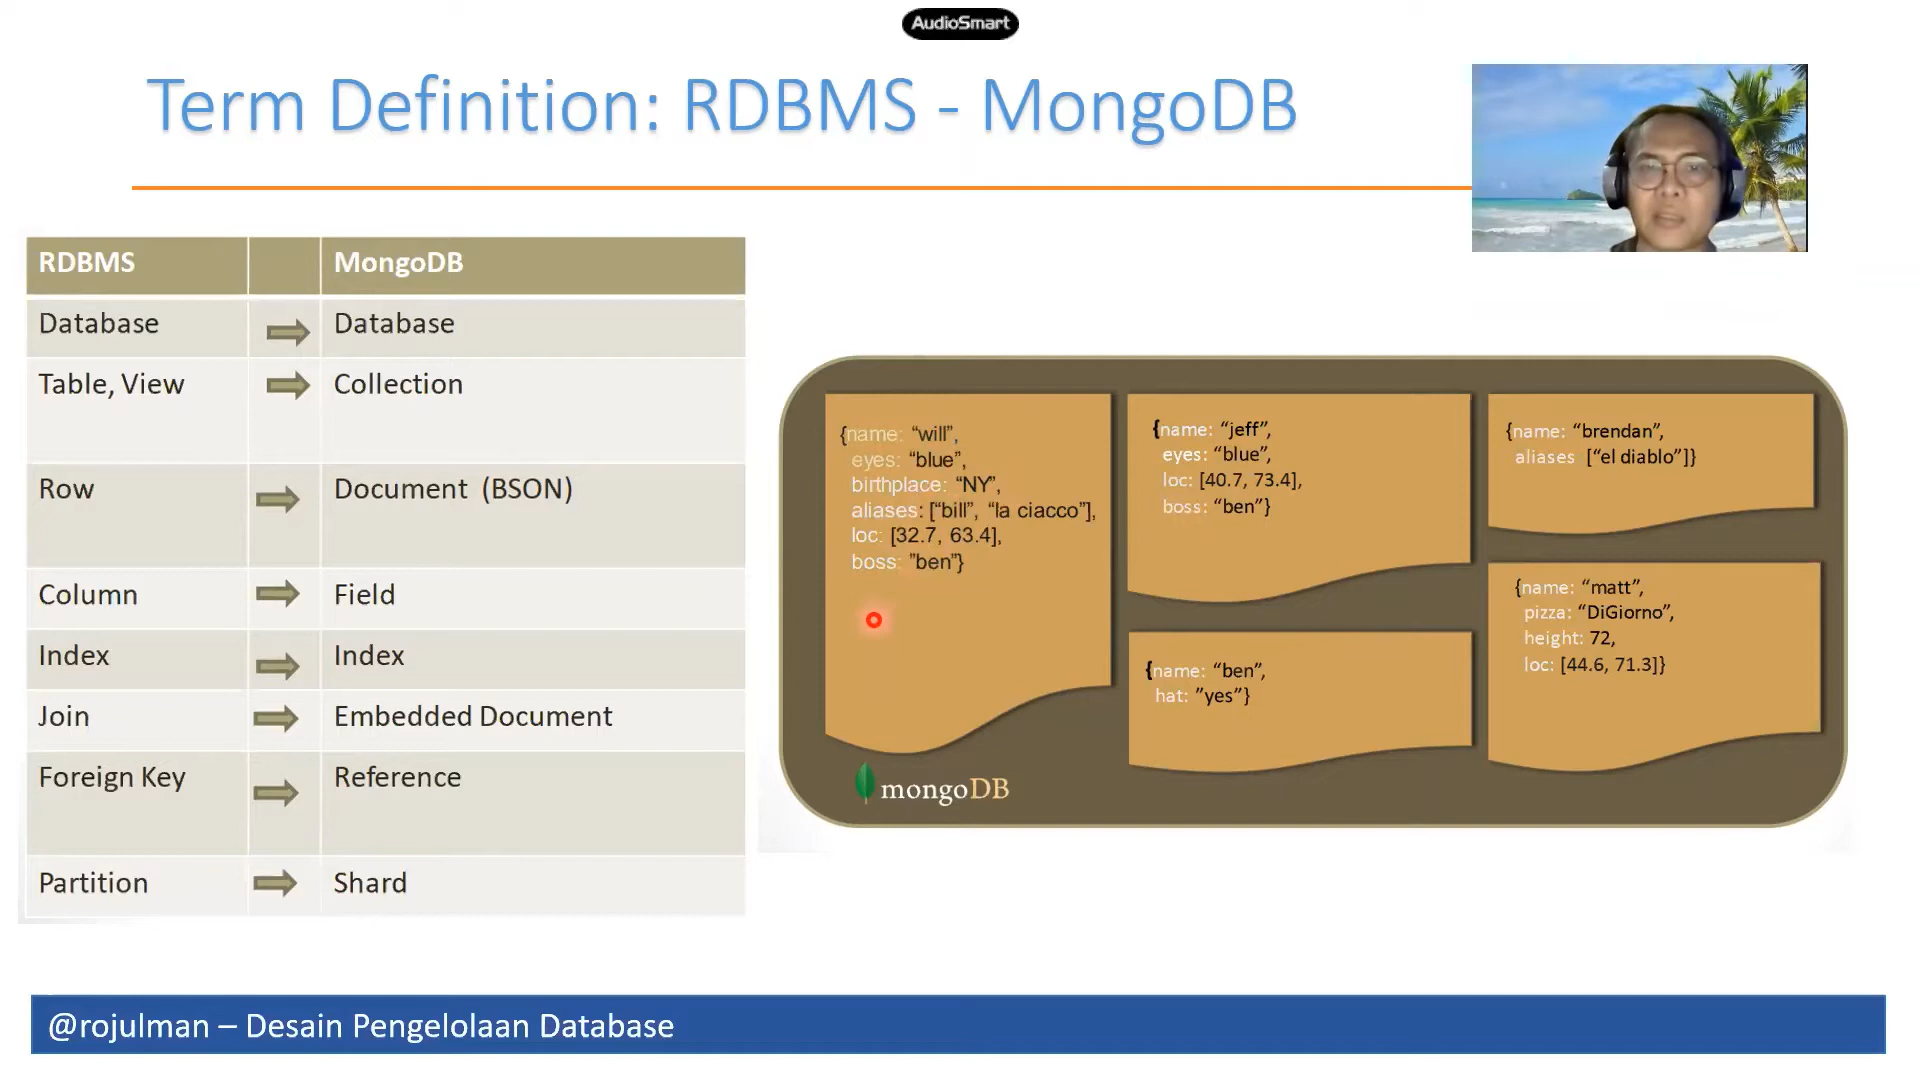 AudioSmart
Term Definition: RDBMS - MongoDB
RDBMS MongoDB
Database Database
Table, View Collection
Row Document (BSON)
Column Field
Index Index
Join Embedded Document
Foreign Key Reference
Partition Shard
{name: “will”,
eyes: “blue”,
birthplace: “NY”,
aliases: [“bill”, “la ciacco”],
loc: [32.7, 63.4],
boss: ”ben”}
{name: “jeff”,
eyes: “blue”,
loc: [40.7, 73.4],
boss: “ben”}
{name: “ben”,
hat: ”yes”}
{name: “brendan”,
aliases [“el diablo”]}
{name: “matt”,
pizza: “DiGiorno”,
height: 72,
loc: [44.6, 71.3]}
mongoDB
@rojulman – Desain Pengelolaan Database